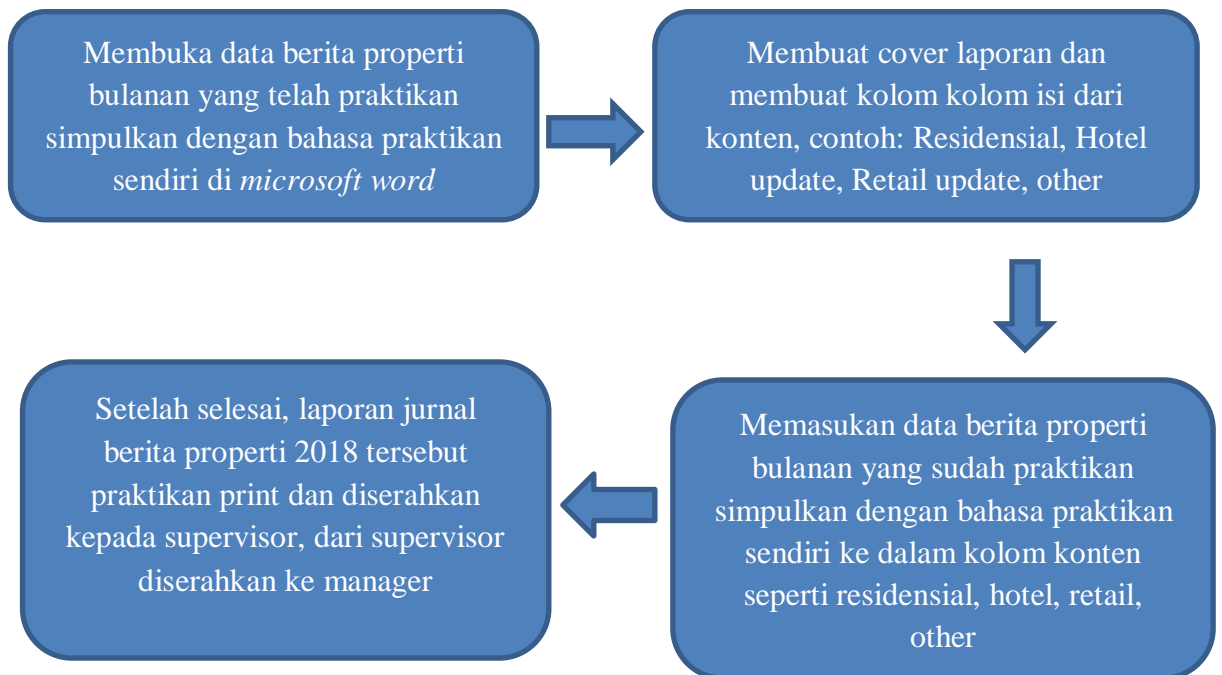 Membuka data berita properti
bulanan yang telah praktikan
simpulkan dengan bahasa praktikan
sendiri di microsoft word
Membuat cover laporan dan
membuat kolom kolom isi dari
konten, contoh: Residensial, Hotel
update, Retail update, other
Memasukan data berita properti
bulanan yang sudah praktikan
simpulkan dengan bahasa praktikan
sendiri ke dalam kolom konten
seperti residensial, hotel, retail,
other
Setelah selesai, laporan jurnal
berita properti 2018 tersebut
praktikan print dan diserahkan
kepada supervisor, dari supervisor
diserahkan ke manager